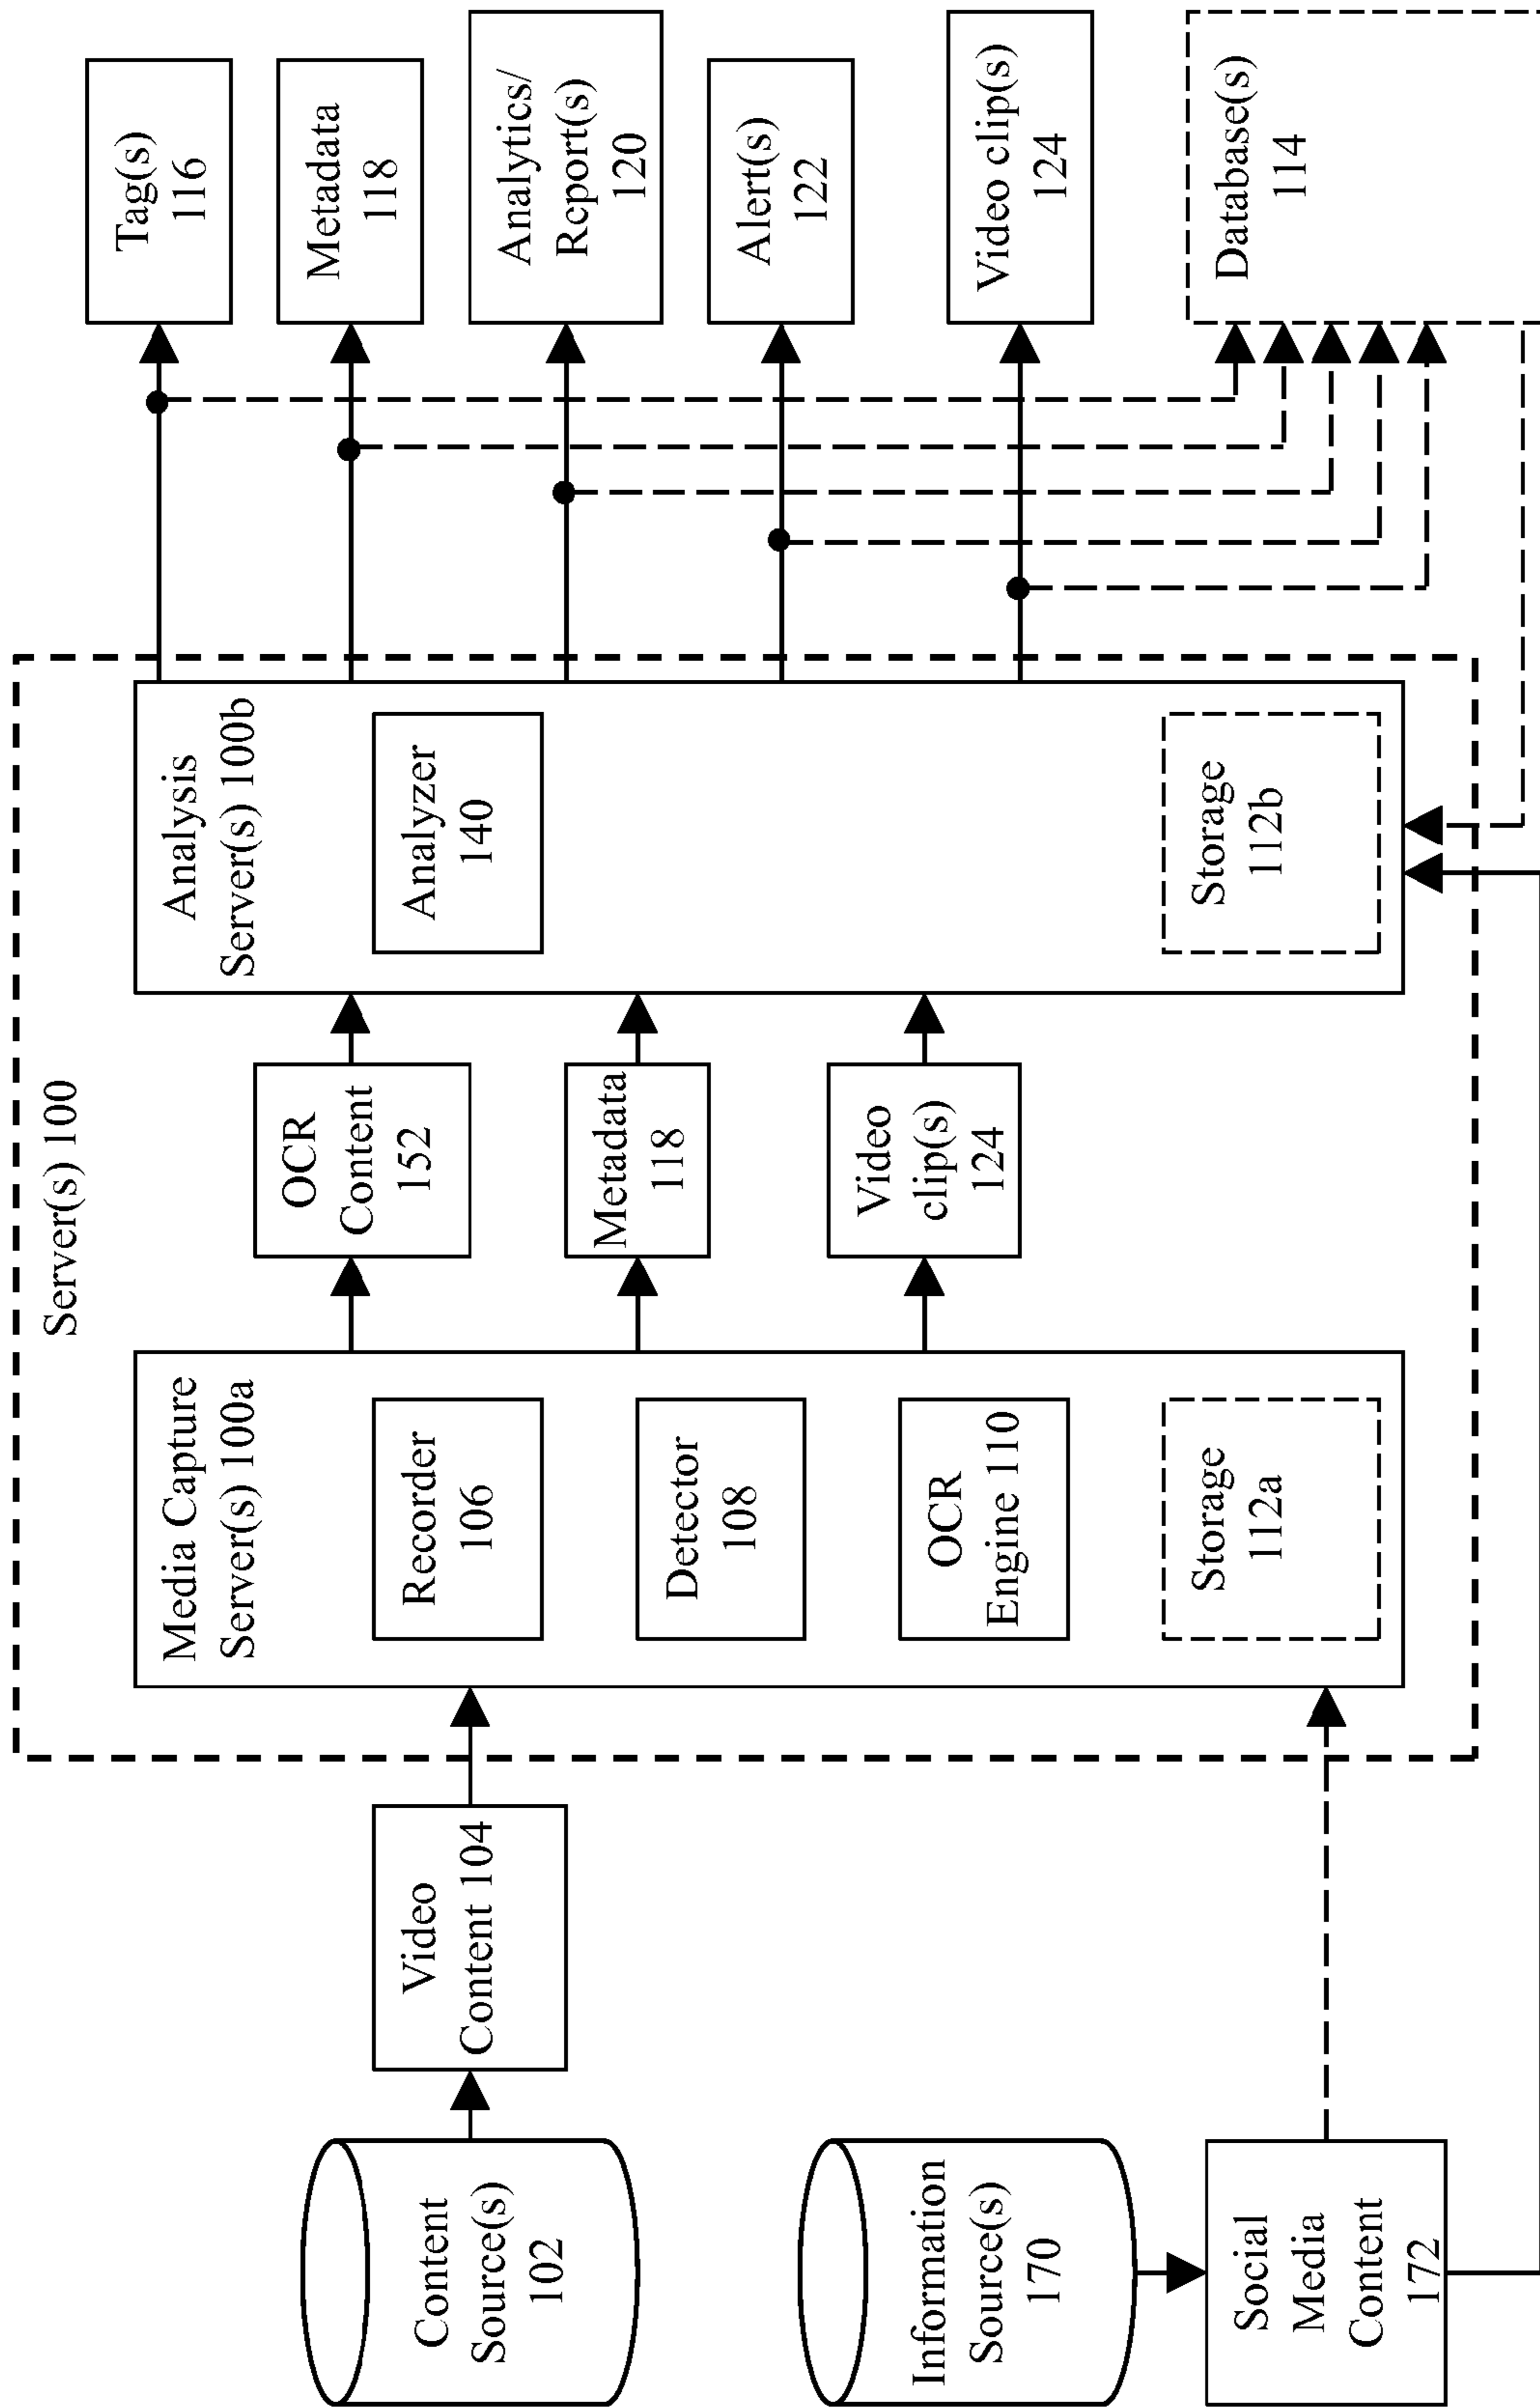 Server(s) 100
Content
Source(s)
102
Video
Content 104
Information
Source(s)
170
Social
Media
Content
172
Media Capture
Server(s) 100a
Recorder
106
Detector
108
OCR
Engine 110
Storage
112a
OCR
Content
152
Metadata
118
Video
clip(s)
124
Analysis
Server(s) 100b
Analyzer
140
Storage
112b
Tag(s)
116
Metadata
118
Analytics/
Report(s)
120
Alert(s)
122
Video clip(s)
124
Database(s)
114